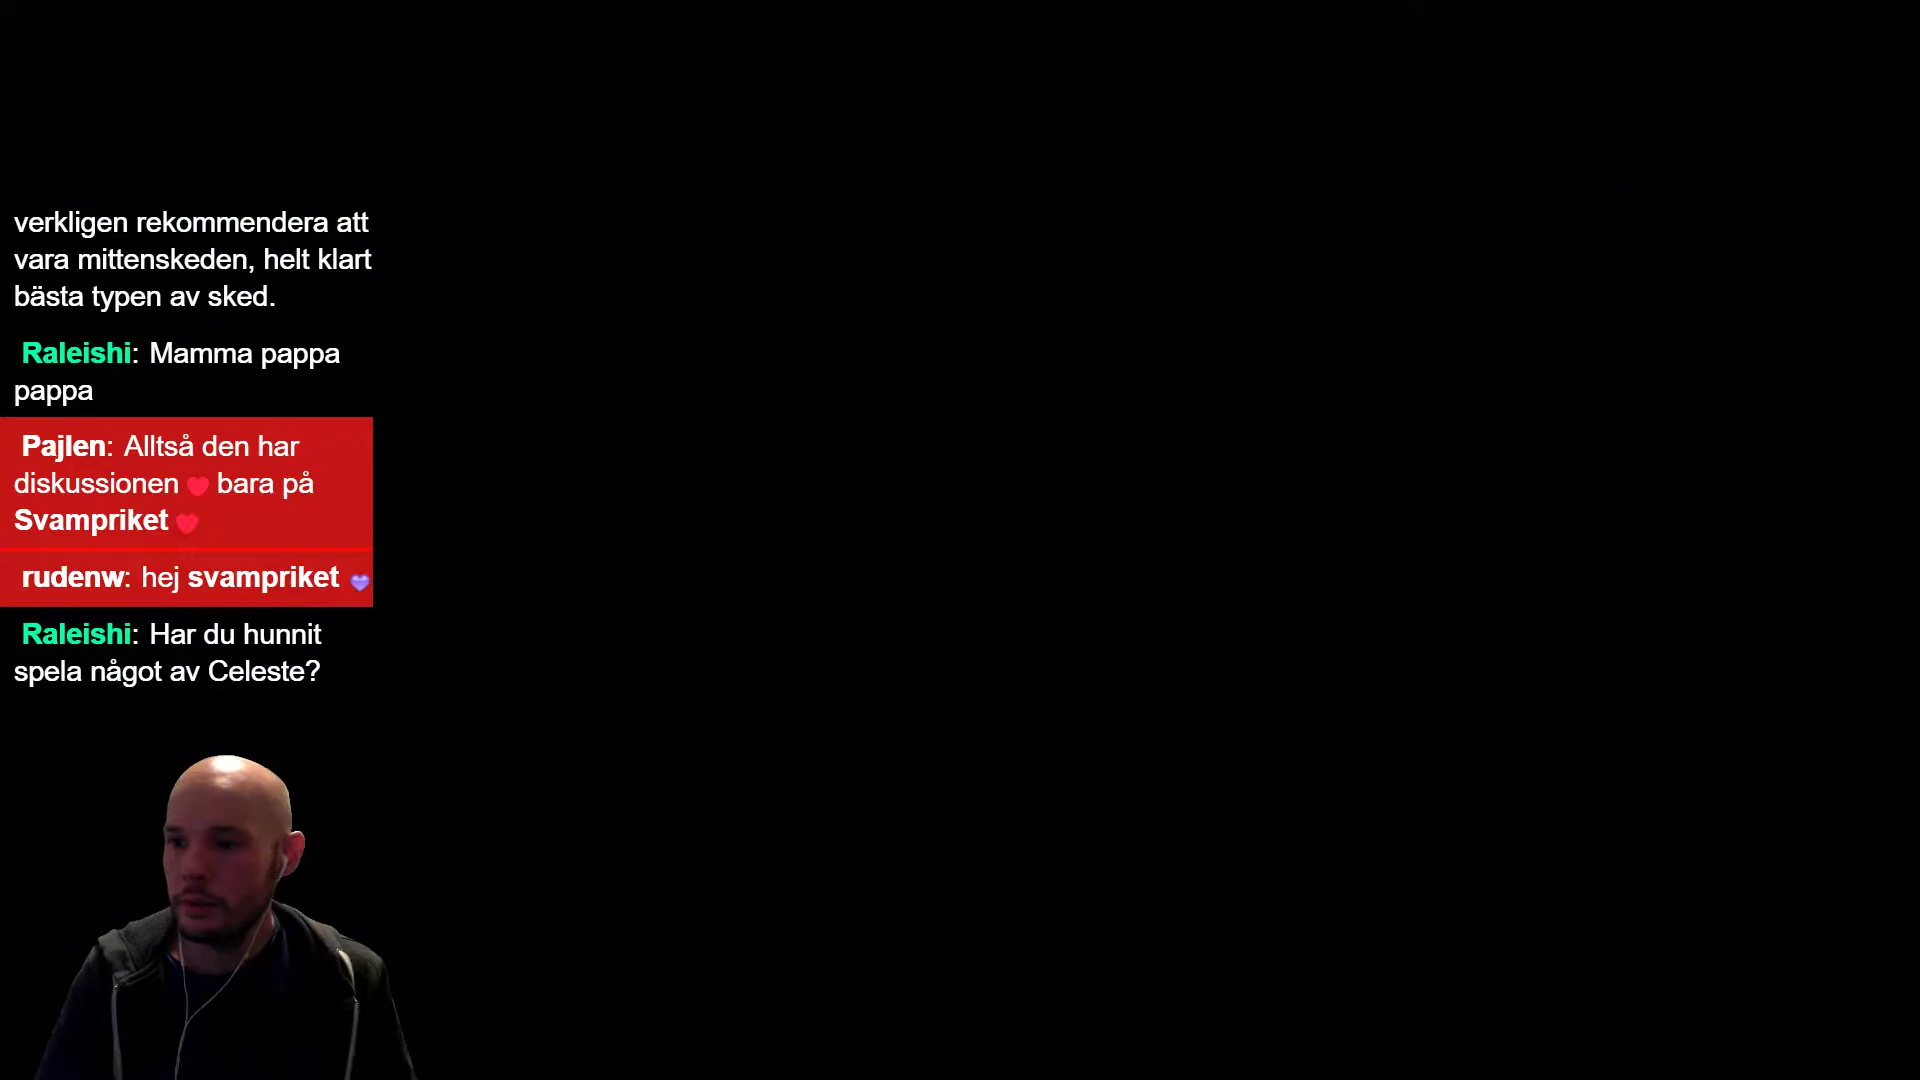 verkligen rekommendera att
vara mittenskeden, helt klart
bästa typen av sked.
Raleishi: Mamma pappa
pappa
Pajlen: Alltså den har
diskussionen bara på
Svampriket
rudenw: hej svampriket
Raleishi: Har du hunnit
spela något av Celeste?